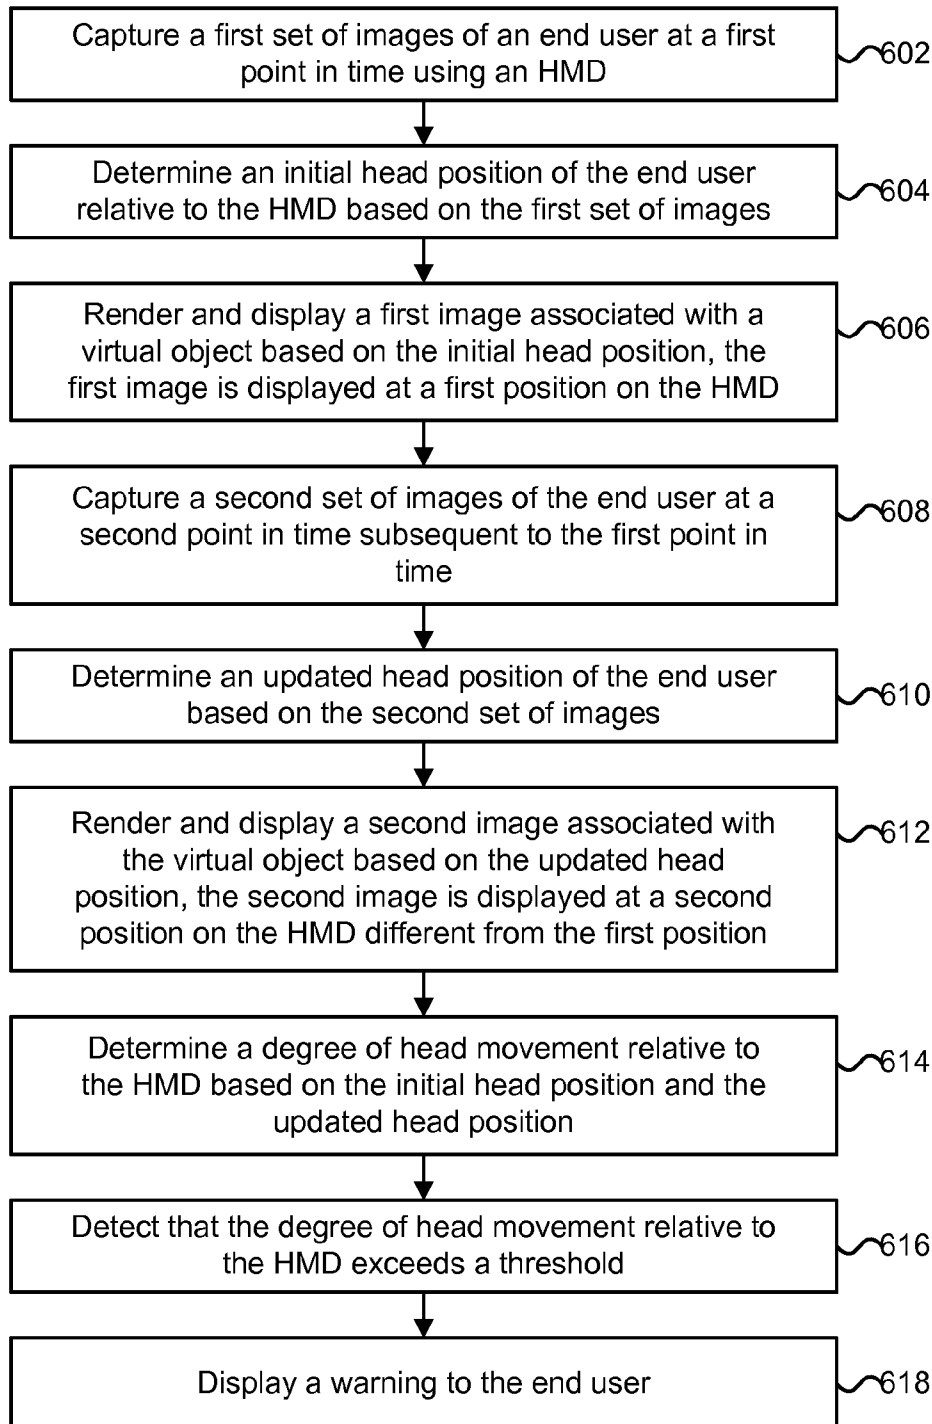 Capture a first set of images of an end user at a first
point in time using an HMD
602
Determine an initial head position of the end user
relative to the HMD based on the first set of images
604
Render and display a first image associated with a
virtual object based on the initial head position, the
first image is displayed at a first position on the HMD
606
Capture a second set of images of the end user at a
second point in time subsequent to the first point in
time
608
Determine an updated head position of the end user
based on the second set of images
610
Render and display a second image associated with
the virtual object based on the updated head
position, the second image is displayed at a second
position on the HMD different from the first position
612
Determine a degree of head movement relative to
the HMD based on the initial head position and the
updated head position
614
Detect that the degree of head movement relative to
the HMD exceeds a threshold
616
Display a warning to the end user
618